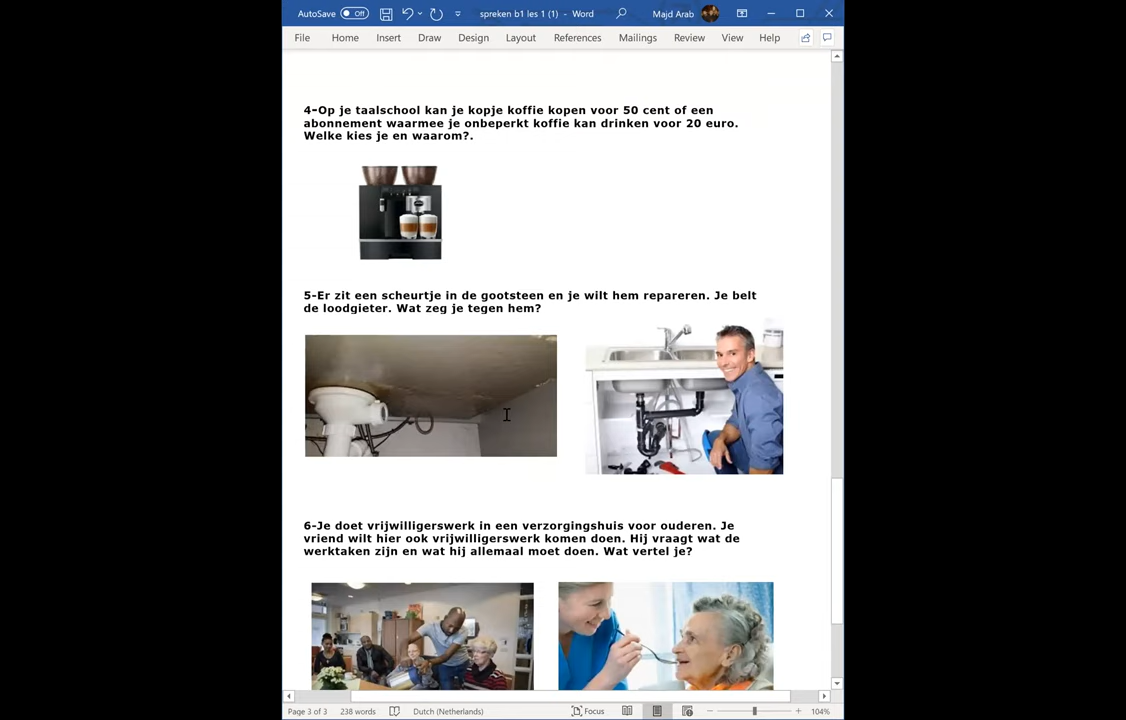 AutoSave Off spreken b1 les 1 (1) - Word Majd Arab
File Home Insert Draw Design Layout References Mailings Review View Help
4-Op je taalschool kan je kopje koffie kopen voor 50 cent of een
abonnement waarmee je onbeperkt koffie kan drinken voor 20 euro.
Welke kies je en waarom?.
5-Er zit een scheurtje in de gootsteen en je wilt hem repareren. Je belt
de loodgieter. Wat zeg je tegen hem?
6-Je doet vrijwilligerswerk in een verzorgingshuis voor ouderen. Je
vriend wilt hier ook vrijwilligerswerk komen doen. Hij vraagt wat de
werktaken zijn en wat hij allemaal moet doen. Wat vertel je?
Page 3 of 3 238 words Dutch (Netherlands) Focus 104%